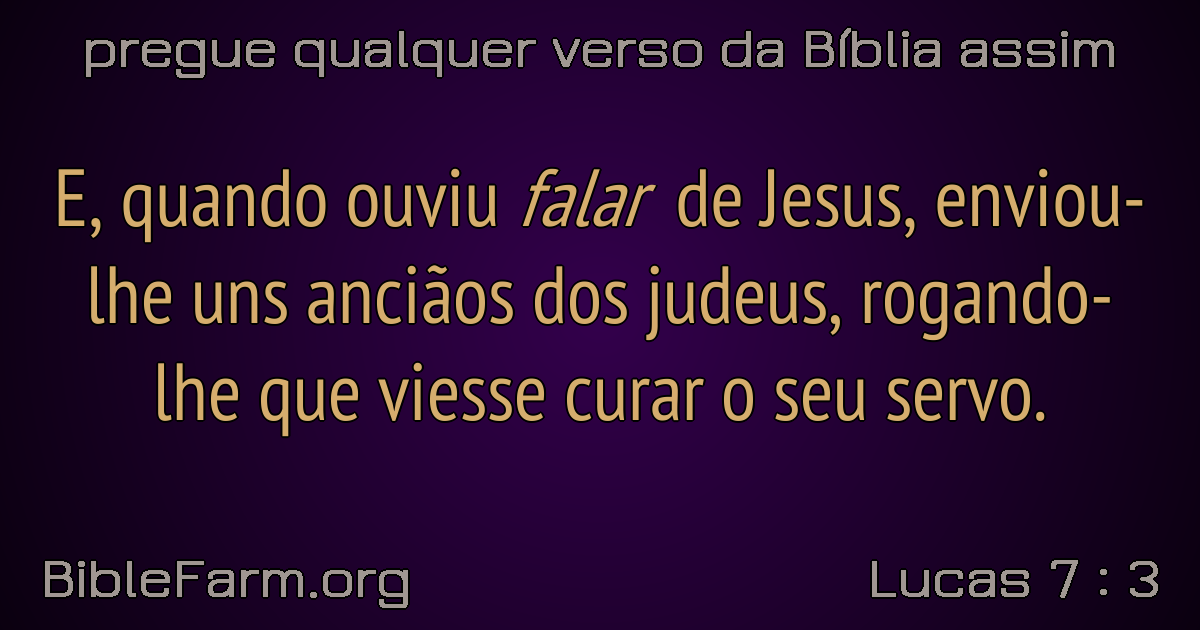 pregue qualquer verso da Bíblia assim
E, quando ouviu falar de Jesus, enviou-
lhe uns anciãos dos judeus, rogando-
lhe que viesse curar o seu servo.
BibleFarm.org
Lucas 7 : 3